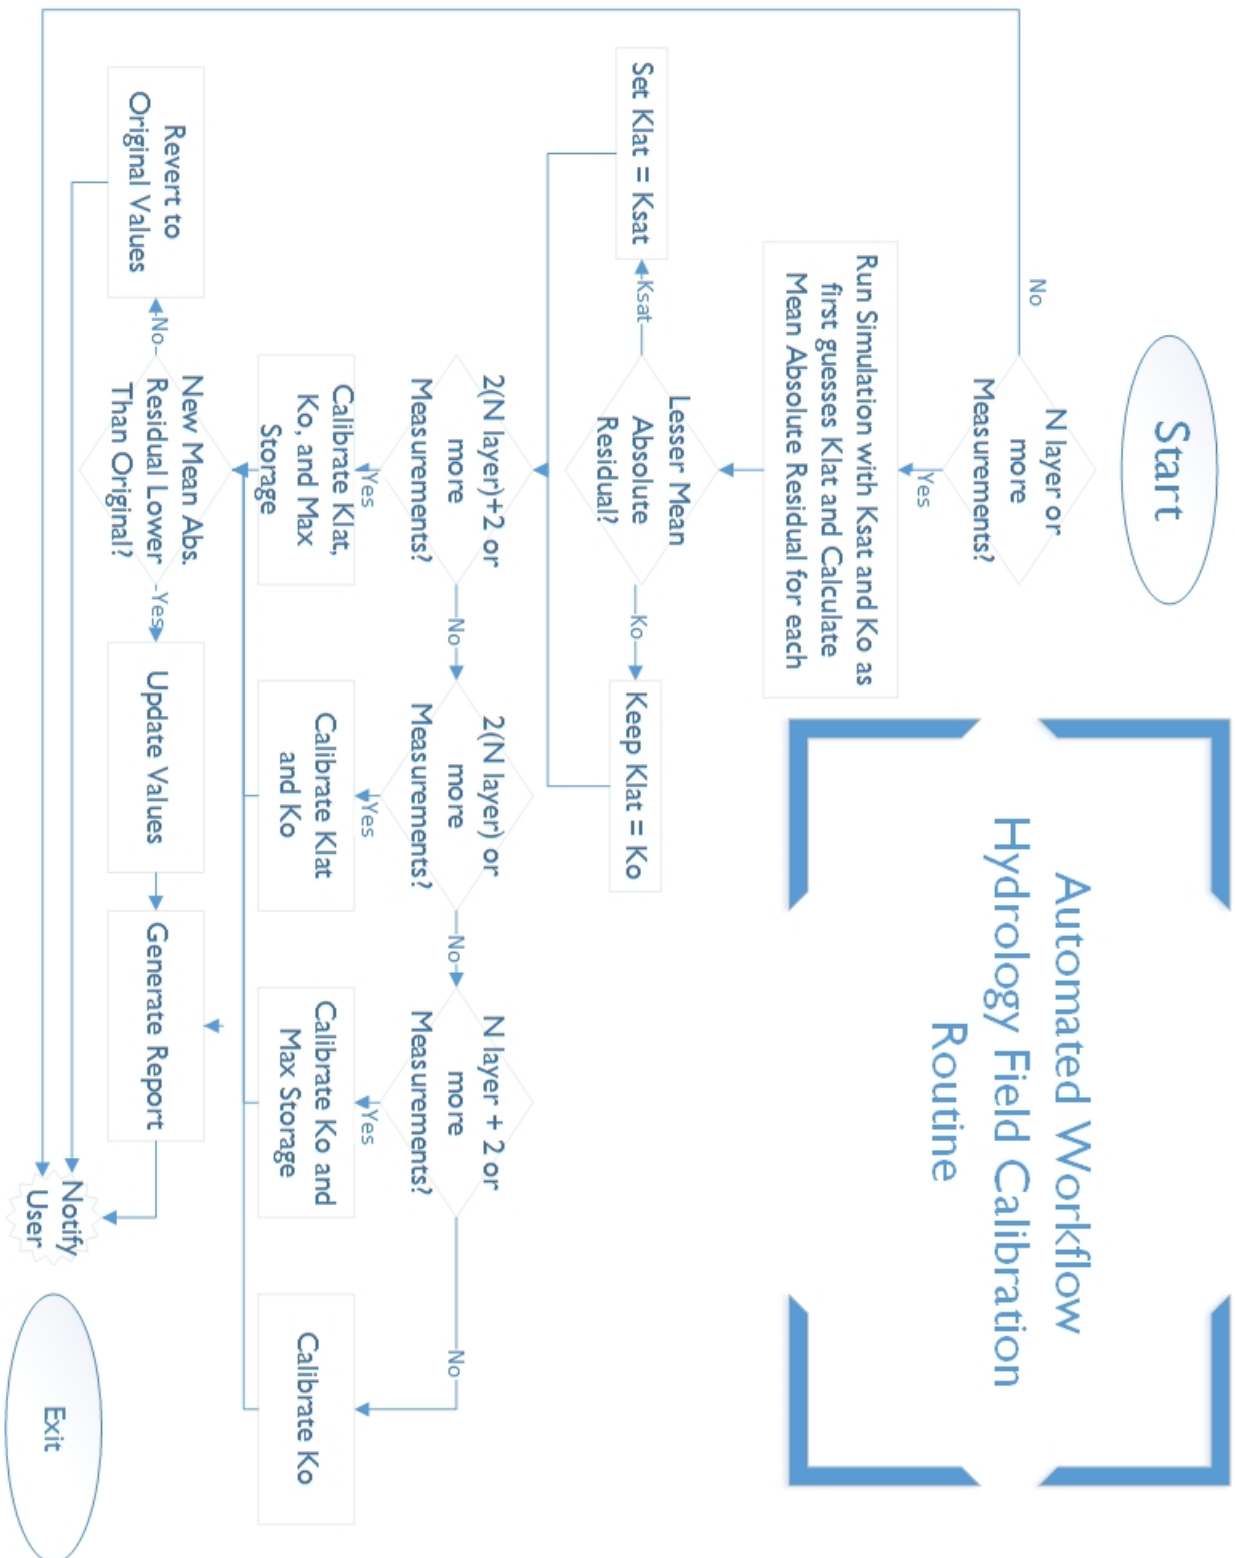 Start
Automated Workflow
Hydrology Field Calibration
Routine
N layer or
more
Measurements?
No
Yes
Run Simulation with Ksat and Ko as
first guesses Klat and Calculate
Mean Absolute Residual for each
Lesser Mean
Absolute
Residual?
Ksat
Ko
Set Klat = Ksat
Keep Klat = Ko
2(N layer)+2 or
more
Measurements?
No
2(N layer) or
more
Measurements?
No
N layer + 2 or
more
Measurements?
No
Yes
Yes
Yes
Calibrate Klat,
Ko, and Max
Storage
Calibrate Klat
and Ko
Calibrate Ko and
Max Storage
Calibrate Ko
New Mean Abs.
Residual Lower
Than Original?
No
Yes
Revert to
Original Values
Update Values
Generate Report
Notify
User
Exit